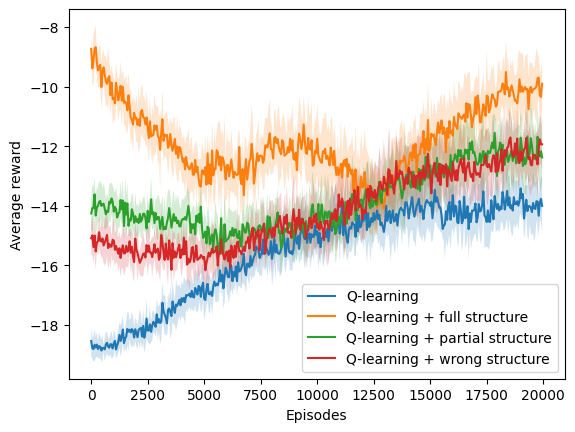 −8
−10
−12
−14
−16
−18
Average reward
0
2500
5000
7500
10000
12500
15000
17500
20000
Episodes
Q-learning
Q-learning + full structure
Q-learning + partial structure
Q-learning + wrong structure